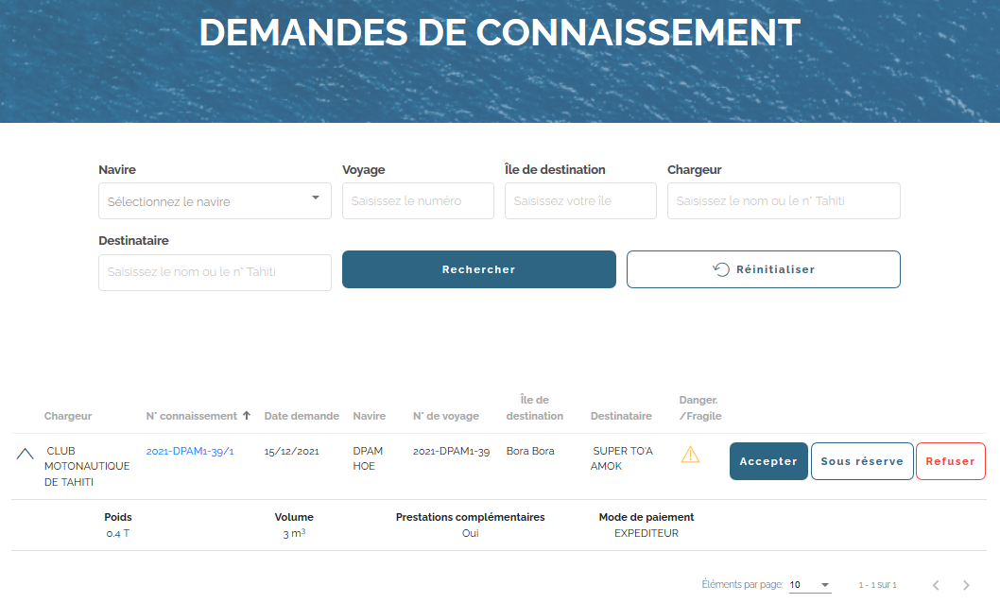 DEMANDES DE CONNAISSEMENT
Navire
Voyage
Île de destination
Chargeur
Sélectionnez le navire
Saisissez le numéro
Saisissez votre île
Saisissez le nom ou le n° Tahiti
Destinataire
Saisissez le nom ou le n° Tahiti
Rechercher
Réinitialiser
Chargeur
N° connaissement
Date demande
Navire
N° de voyage
Île de
destination
Destinataire
Danger.
/Fragile
CLUB
MOTONAUTIQUE
DE TAHITI
2021-DPAM1-39/1
15/12/2021
DPAM
HOE
2021-DPAM1-39
Bora Bora
SUPER TO'A
AMOK
Accepter
Sous réserve
Refuser
Poids
0.4 T
Volume
3 m³
Prestations complémentaires
Oui
Mode de paiement
EXPEDITEUR
Éléments par page: 10
1 - 1 sur 1